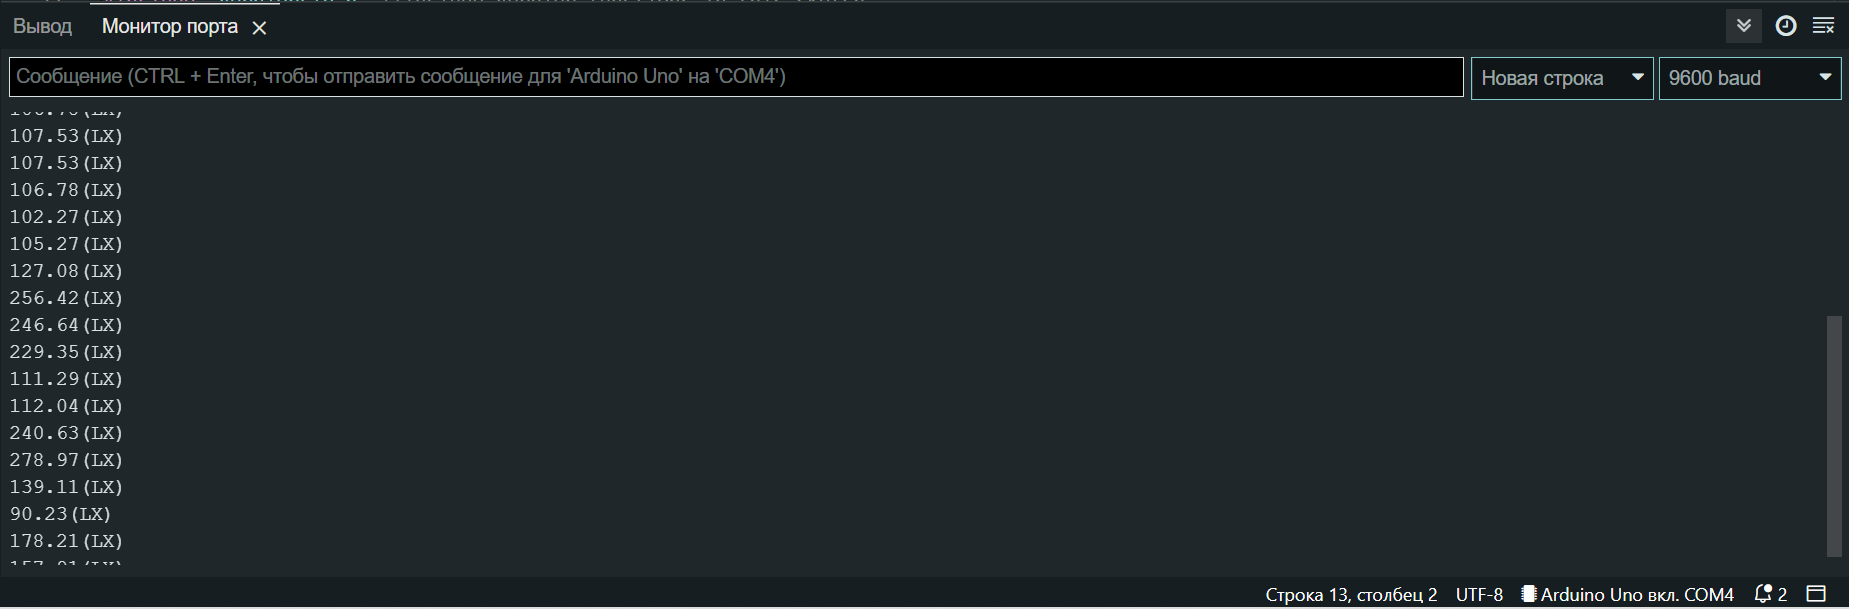 Вывод Монитор порта
Сообщение (CTRL + Enter, чтобы отправить сообщение для 'Arduino Uno' на 'COM4') Новая строка 9600 baud
107.53(LX)
107.53(LX)
106.78(LX)
102.27(LX)
105.27(LX)
127.08(LX)
256.42(LX)
246.64(LX)
229.35(LX)
111.29(LX)
112.04(LX)
240.63(LX)
278.97(LX)
139.11(LX)
90.23(LX)
178.21(LX)
Строка 13, столбец 2 UTF-8 Arduino Uno вкл. COM4 2